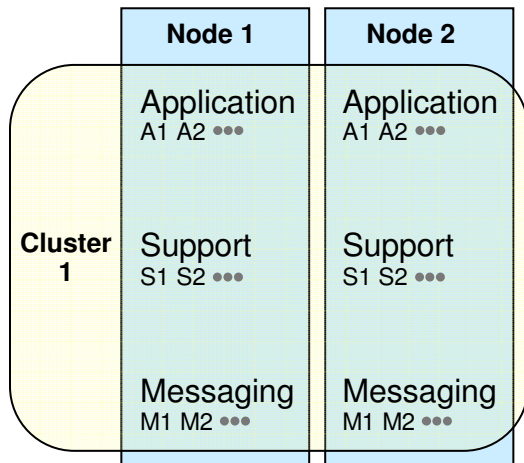 Node 1
Node 2
Application
A1 A2 •••
Application
A1 A2 •••
Cluster
1
Support
S1 S2 •••
Support
S1 S2 •••
Messaging
M1 M2 •••
Messaging
M1 M2 •••